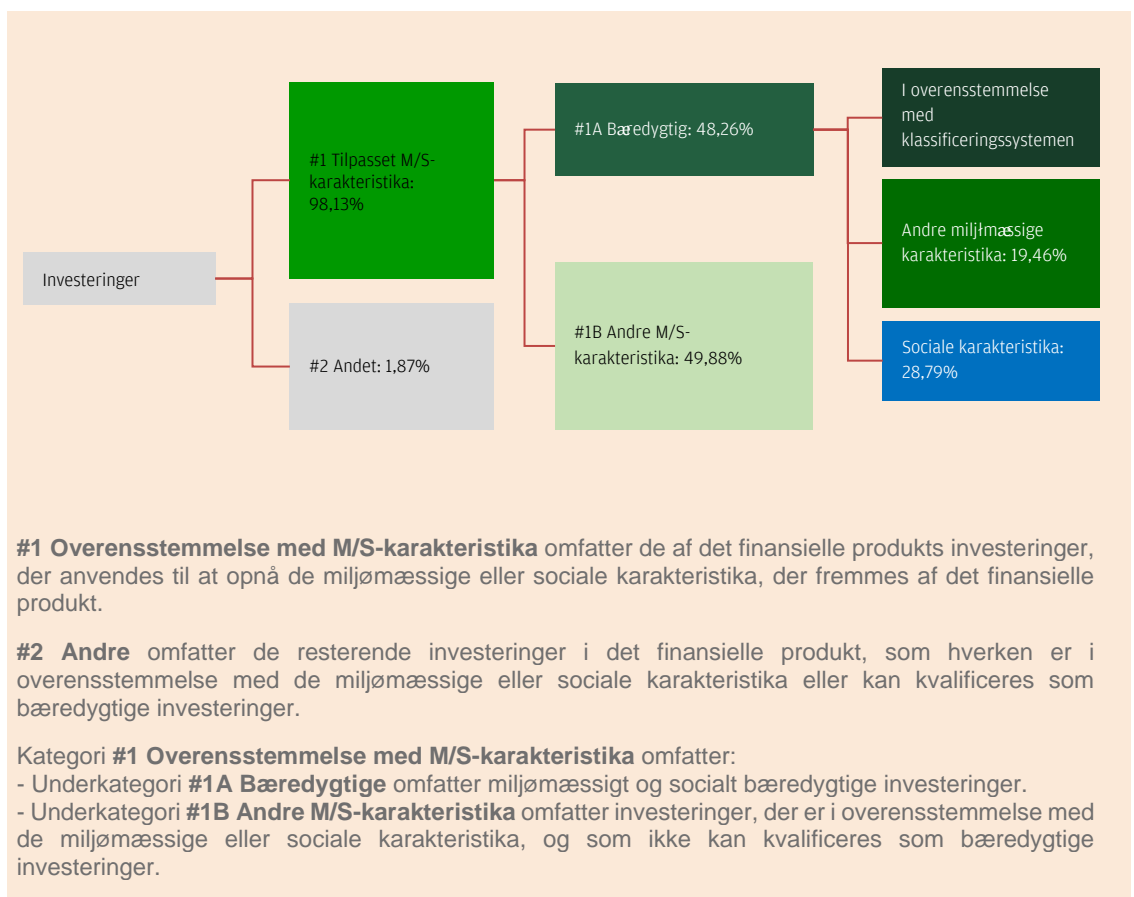 Investeringer
#1 Tilpasset M/S-
karakteristika:
98,13%
#2 Andet: 1,87%
#1A Bæredygtig: 48,26%
#1B Andre M/S-
karakteristika: 49,88%
I overensstemmelse
med
klassificeringssystemen
Andre miljłmæssige
karakteristika: 19,46%
Sociale karakteristika:
28,79%
#1 Overensstemmelse med M/S-karakteristika omfatter de af det finansielle produkts investeringer,
der anvendes til at opnå de miljømæssige eller sociale karakteristika, der fremmes af det finansielle
produkt.
#2 Andre omfatter de resterende investeringer i det finansielle produkt, som hverken er i
overensstemmelse med de miljømæssige eller sociale karakteristika eller kan kvalificeres som
bæredygtige investeringer.
Kategori #1 Overensstemmelse med M/S-karakteristika omfatter:
- Underkategori #1A Bæredygtige omfatter miljømæssigt og socialt bæredygtige investeringer.
- Underkategori #1B Andre M/S-karakteristika omfatter investeringer, der er i overensstemmelse med
de miljømæssige eller sociale karakteristika, og som ikke kan kvalificeres som bæredygtige
investeringer.